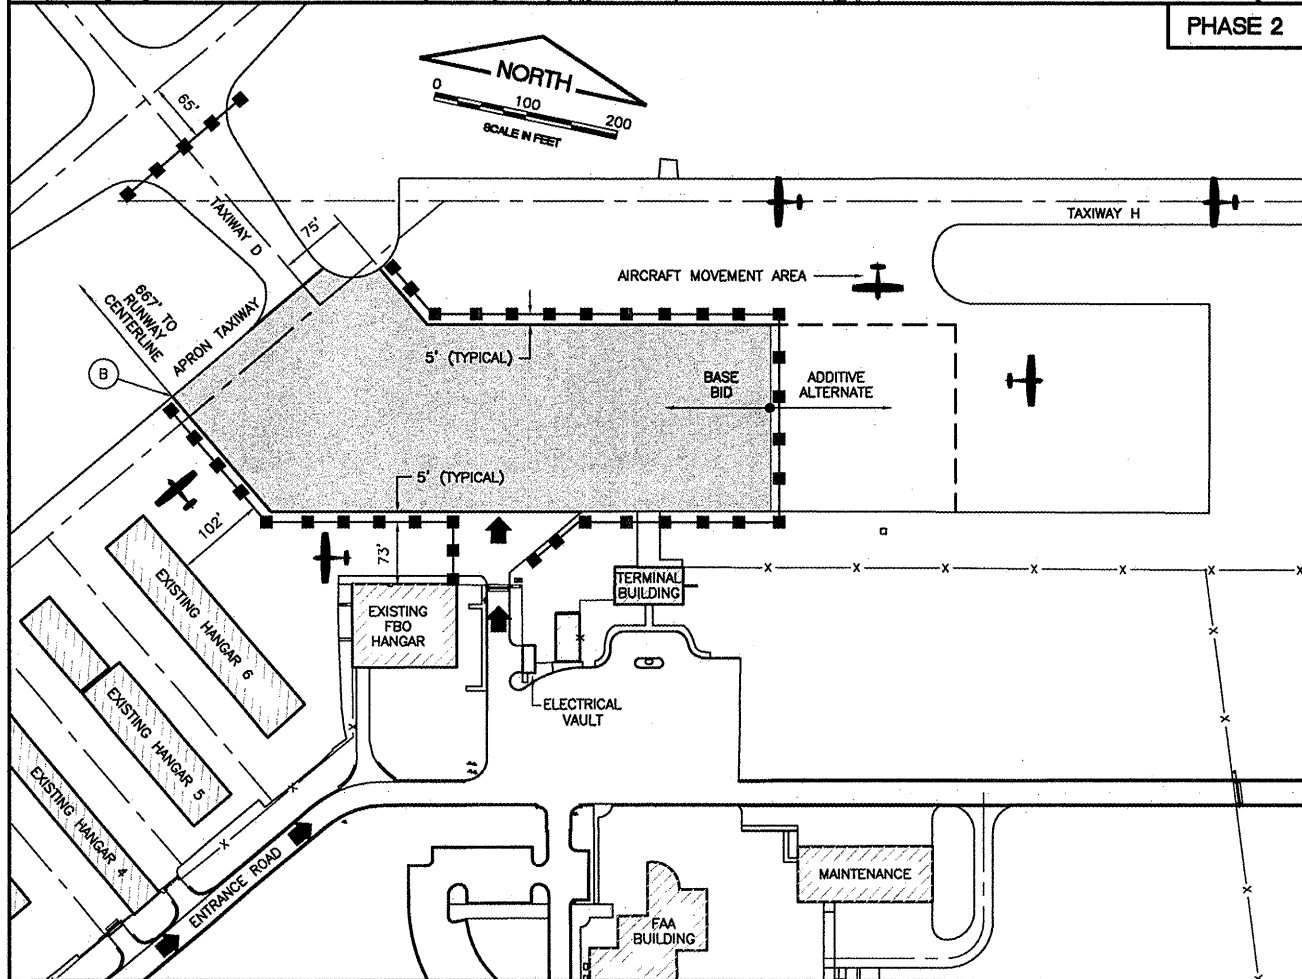 PHASE 2
NORTH
0 100 200
SCALE IN FEET
65'
TAXIWAY D
75'
TAXIWAY H
AIRCRAFT MOVEMENT AREA
667' TO
RUNWAY
CENTERLINE
APRON TAXIWAY
B
5' (TYPICAL)
BASE
BID
ADDITIVE
ALTERNATE
5' (TYPICAL)
102'
73'
EXISTING HANGAR 6
EXISTING
FBO
HANGAR
TERMINAL
BUILDING
EXISTING HANGAR 5
ELECTRICAL
VAULT
EXISTING HANGAR 4
ENTRANCE ROAD
MAINTENANCE
FAA
BUILDING